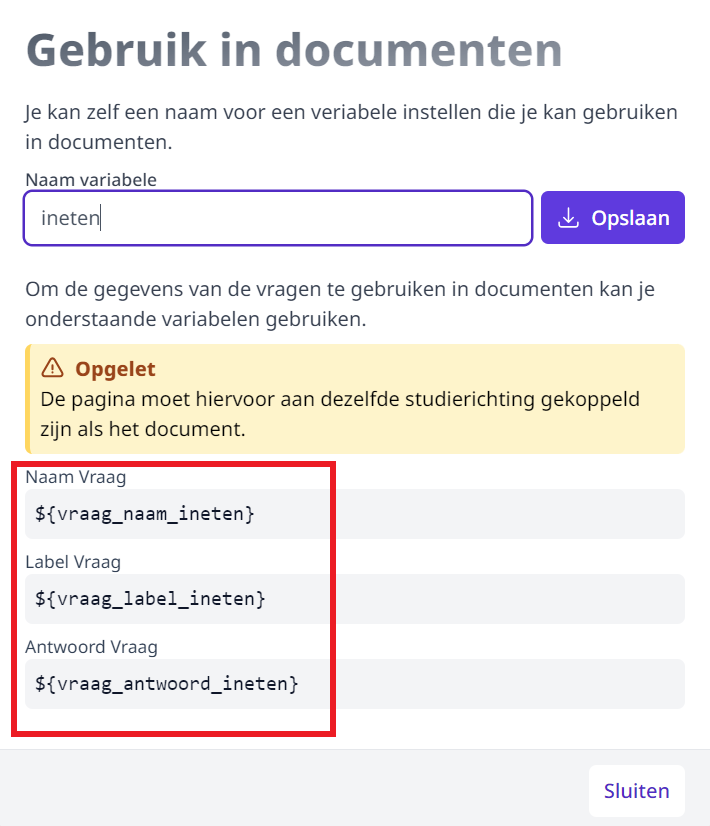 Gebruik in documenten
Je kan zelf een naam voor een veriabele instellen die je kan gebruiken
in documenten.
Naam variabele
ineten
Opslaan
Om de gegevens van de vragen te gebruiken in documenten kan je
onderstaande variabelen gebruiken.
Opgelet
De pagina moet hiervoor aan dezelfde studierichting gekoppeld
zijn als het document.
Naam Vraag
${vraag_naam_ineten}
Label Vraag
${vraag_label_ineten}
Antwoord Vraag
${vraag_antwoord_ineten}
Sluiten